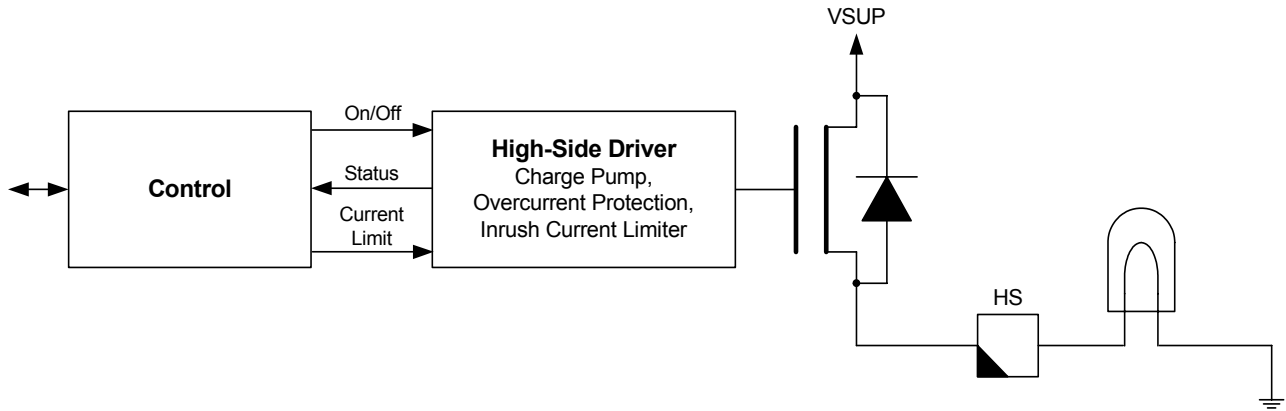 VSUP
On/Off
High-Side Driver
Charge Pump,
Overcurrent Protection,
Inrush Current Limiter
Control
Status
Current
Limit
HS